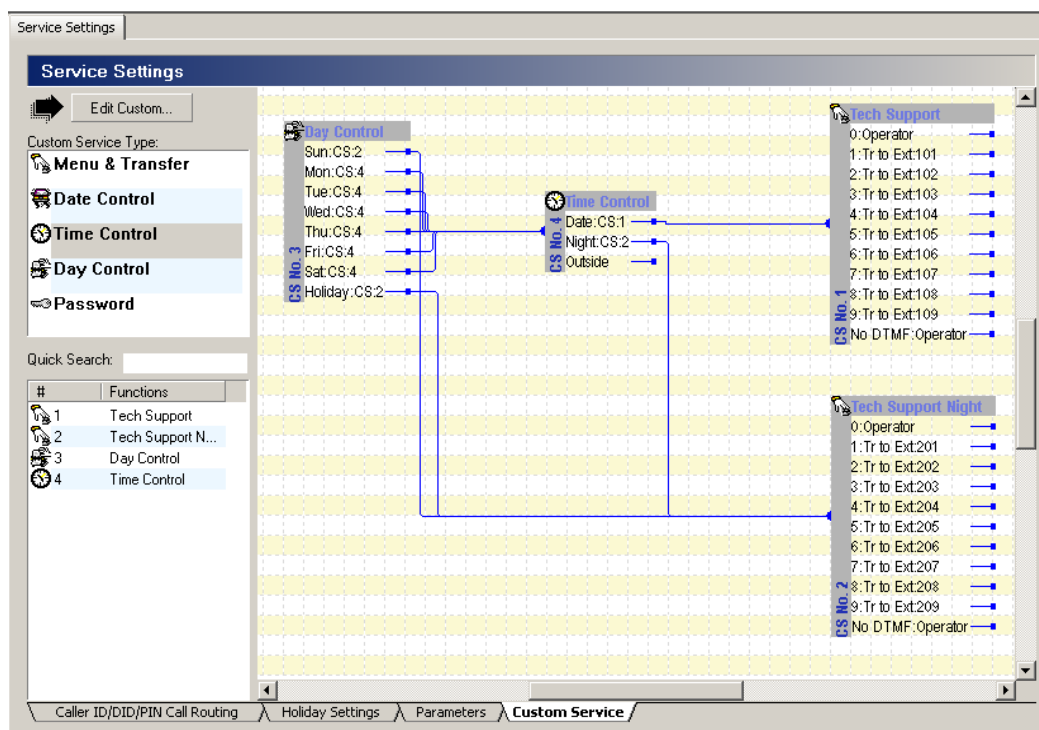 Service Settings
Service Settings
Edit Custom...
Custom Service Type:
Menu & Transfer
Date Control
Time Control
Day Control
Password
Quick Search:
# Functions
1 Tech Support
2 Tech Support N...
3 Day Control
4 Time Control
Day Control
Sun:CS:2
Mon:CS:4
Tue:CS:4
Wed:CS:4
Thu:CS:4
Fri:CS:4
Sat:CS:4
Holiday:CS:2
CS No. 3
Time Control
Date:CS:1
Night:CS:2
Outside
CS No. 4
Tech Support
0:Operator
1:Tr to Ext:101
2:Tr to Ext:102
3:Tr to Ext:103
4:Tr to Ext:104
5:Tr to Ext:105
6:Tr to Ext:106
7:Tr to Ext:107
8:Tr to Ext:108
9:Tr to Ext:109
No DTMF:Operator
CS No. 1
Tech Support Night
0:Operator
1:Tr to Ext:201
2:Tr to Ext:202
3:Tr to Ext:203
4:Tr to Ext:204
5:Tr to Ext:205
6:Tr to Ext:206
7:Tr to Ext:207
8:Tr to Ext:208
9:Tr to Ext:209
No DTMF:Operator
CS No. 2
Caller ID/DID/PIN Call Routing
Holiday Settings
Parameters
Custom Service